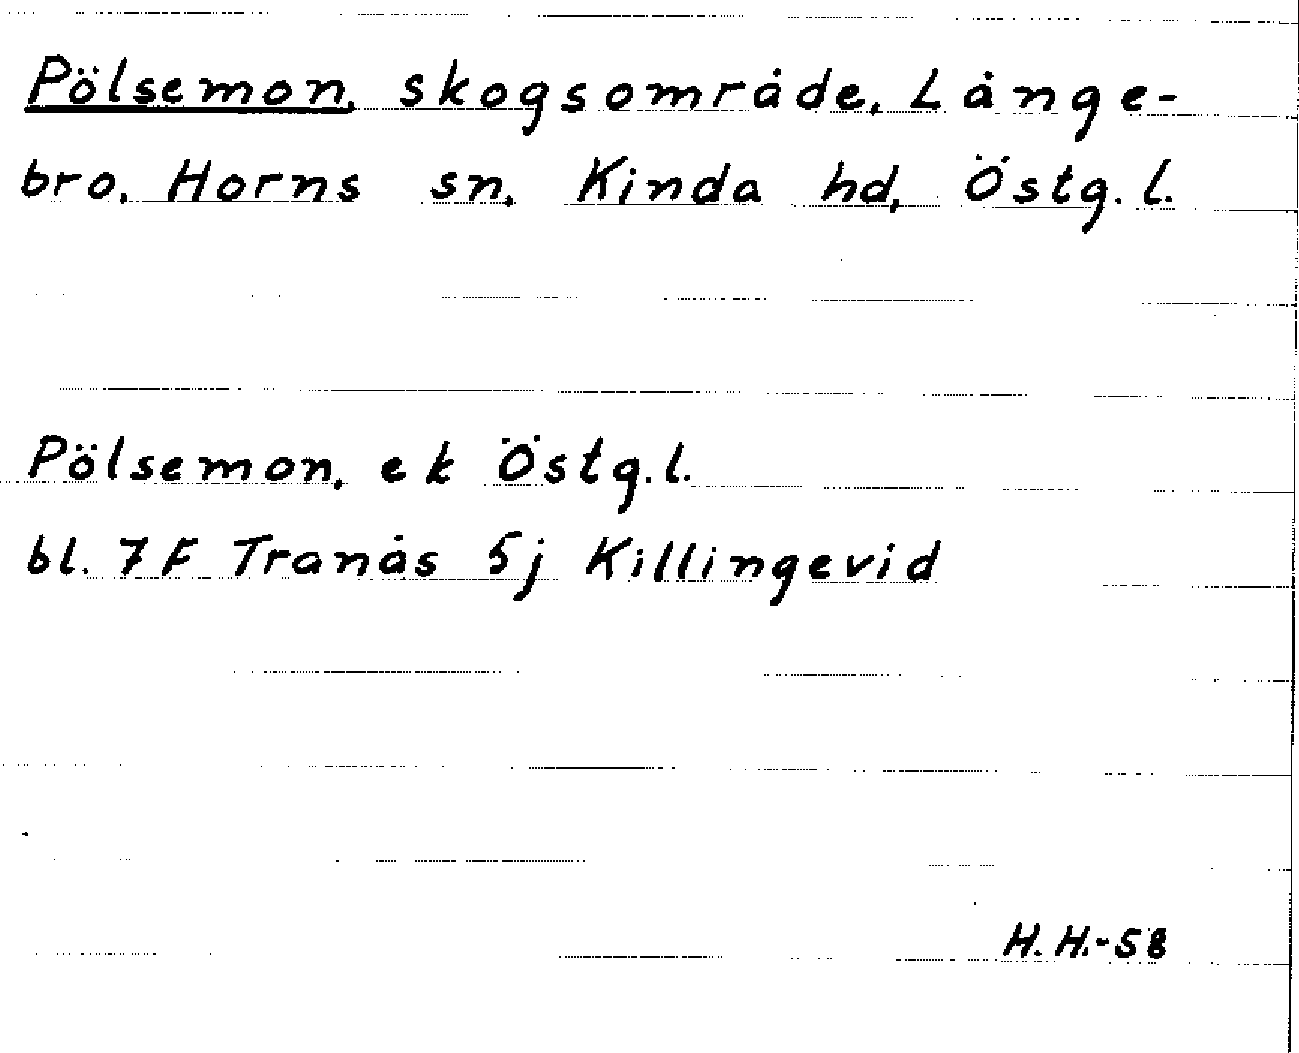 Pölsemon, skogsområde, Långe-
bro, Horns sn, Kinda hd, Östg. l.
Pölsemon, ek Östg. l.
bl. 7F Tranås 5j Killingevid
H. H.-58